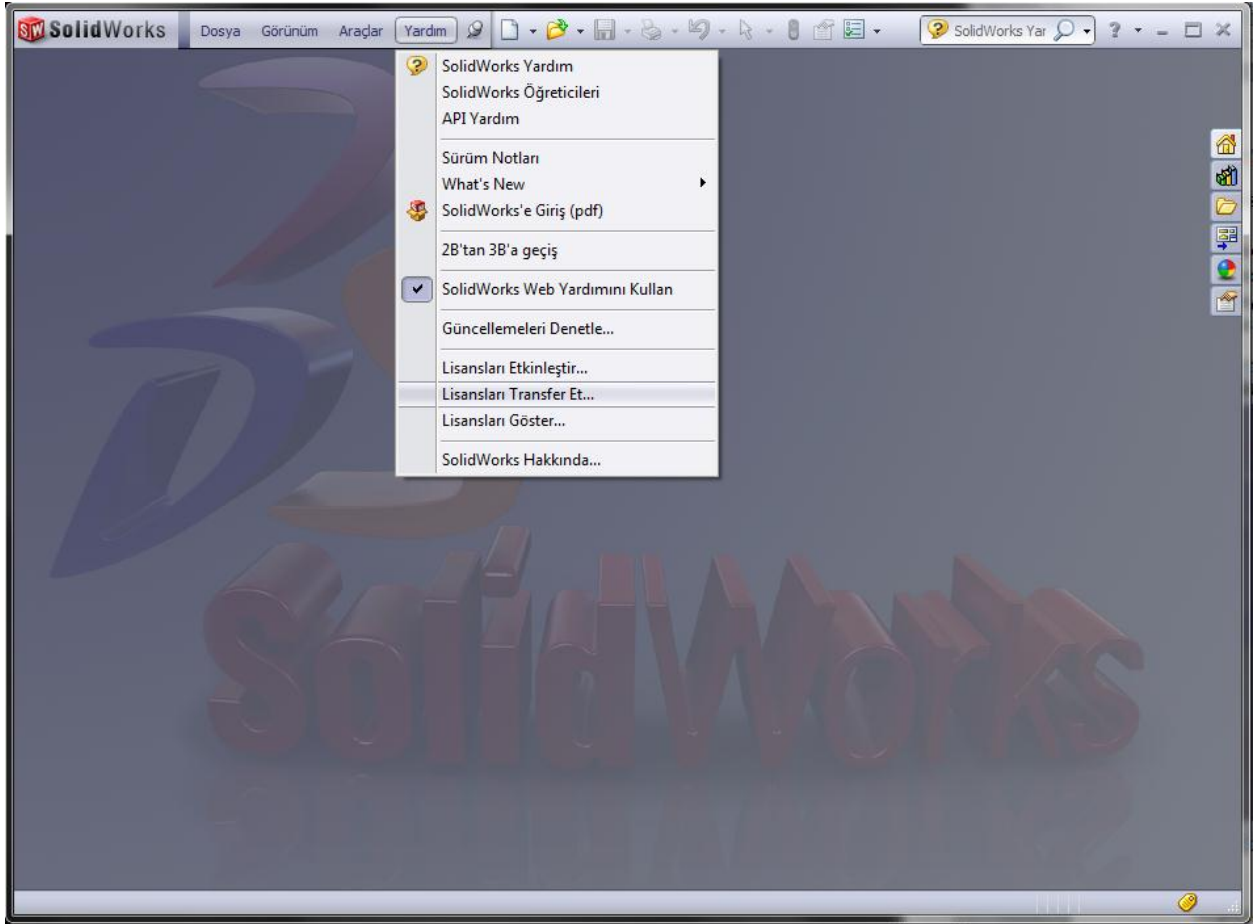 SolidWorks Dosya Görünüm Araçlar Yardım SolidWorks Yar
SolidWorks Yardım
SolidWorks Öğreticileri
API Yardım
Sürüm Notları
What's New
SolidWorks'e Giriş (pdf)
2B'tan 3B'a geçiş
SolidWorks Web Yardımını Kullan
Güncellemeleri Denetle...
Lisansları Etkinleştir...
Lisansları Transfer Et...
Lisansları Göster...
SolidWorks Hakkında...
SolidWorks